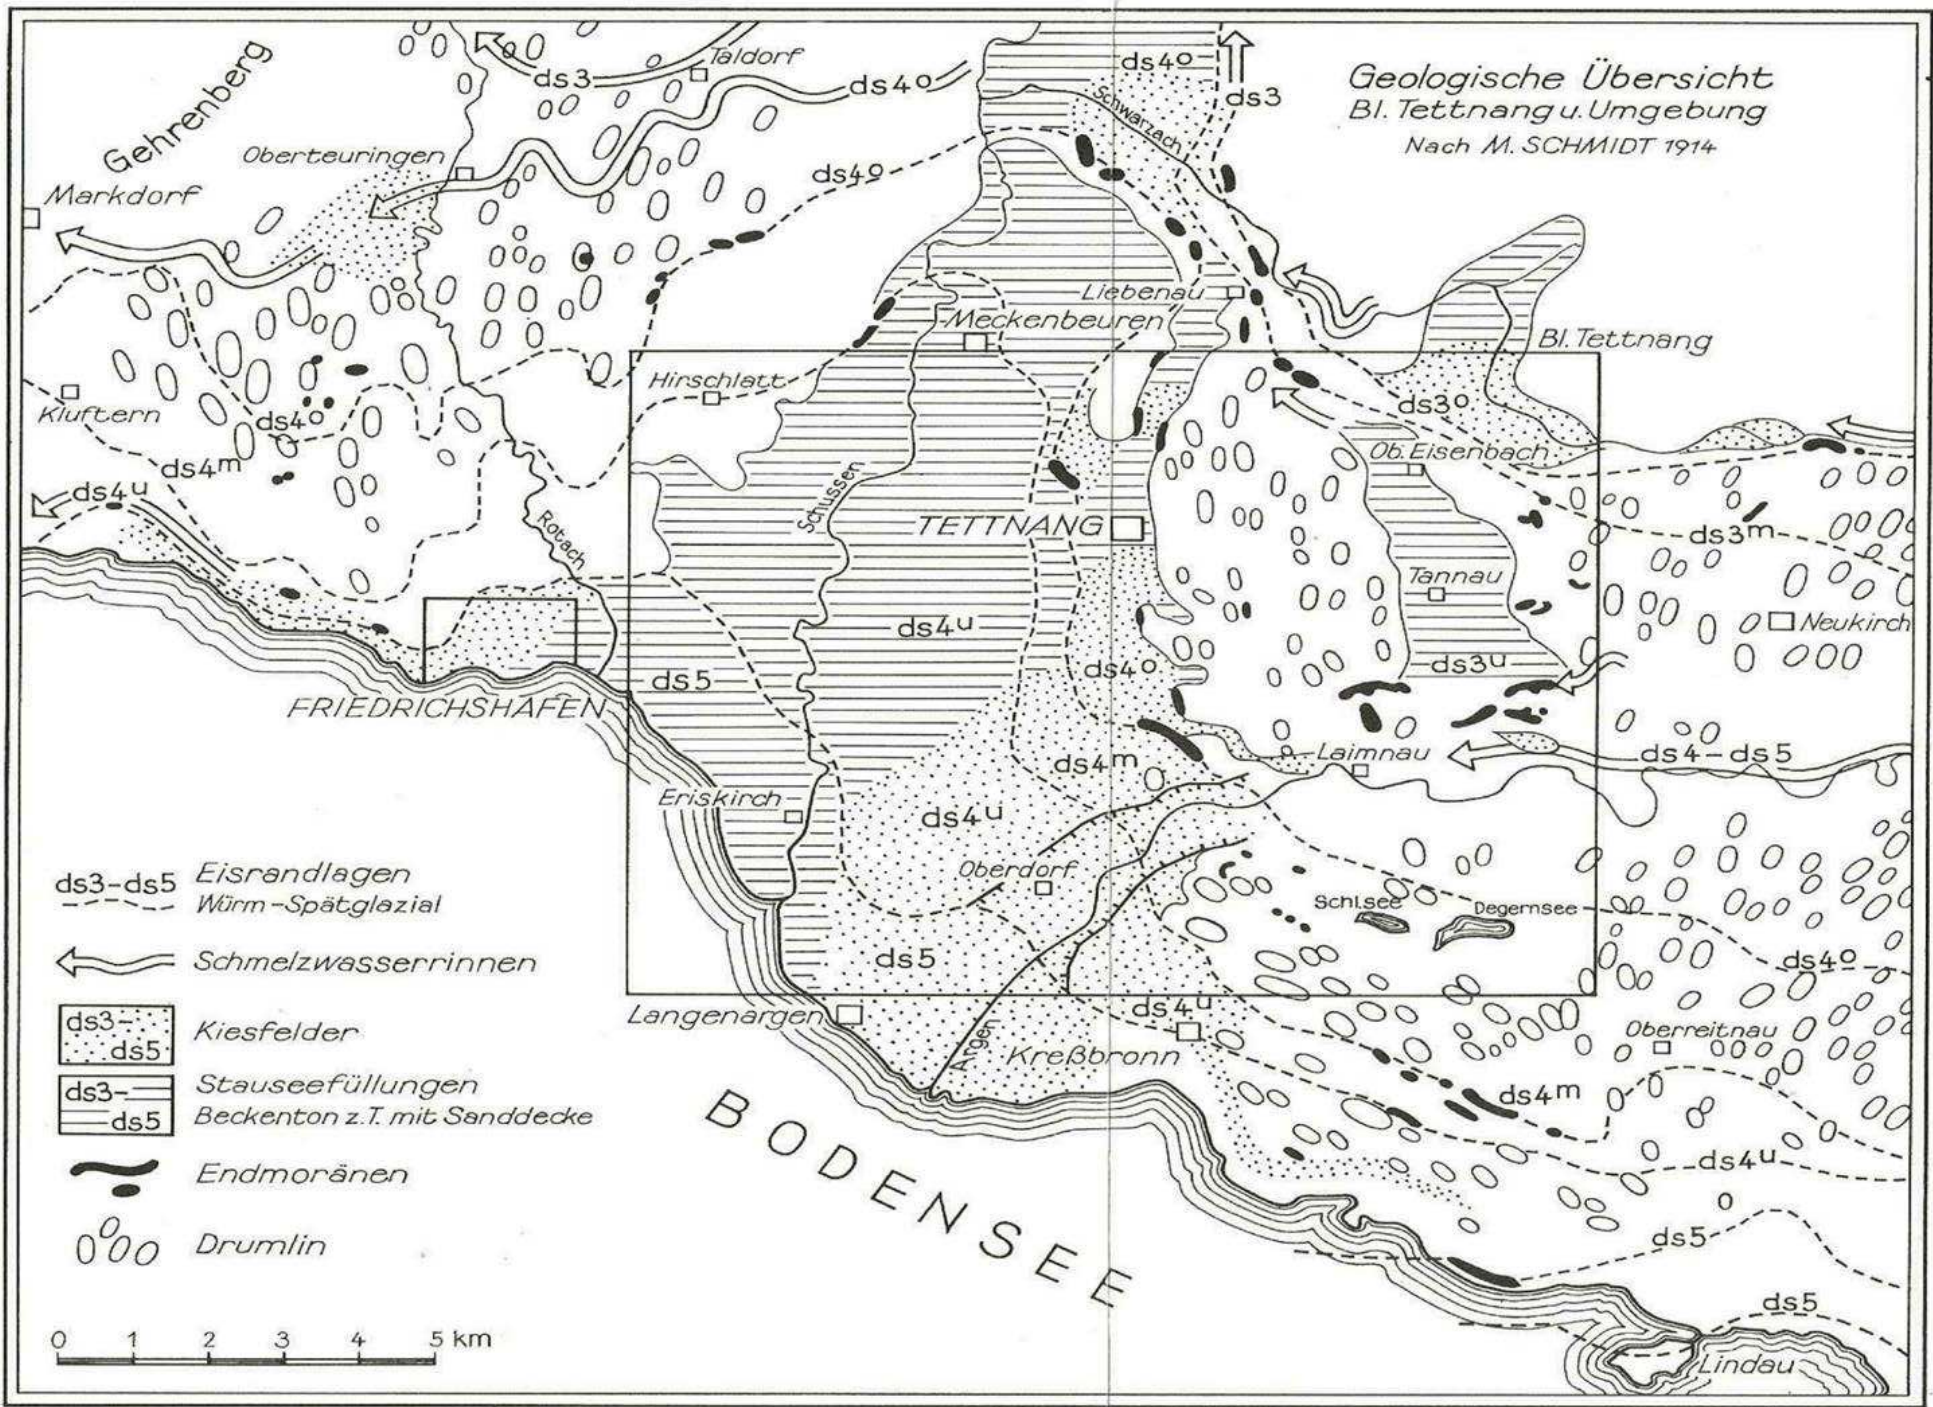 Geologische Übersicht
Bl. Tettnang u. Umgebung
Nach M. SCHMIDT 1914
Gehrenberg
Taldorf
ds3
ds4o
ds4o
ds3
Schwarzach
Oberteuringen
ds4o
Markdorf
Liebenau
Meckenbeuren
Bl. Tettnang
Hirschlatt
Kluftern
ds4o
ds3o
Ob. Eisenbach
ds4m
ds4u
Schussen
Rotach
TETTNANG
ds3m
Tannau
ds4u
Neukirch
ds4o
ds3u
ds5
FRIEDRICHSHAFEN
ds4m
Laimnau
ds4-ds5
Eriskirch
ds4u
Oberdorf
Schl.see
Degernsee
ds5
ds4o
Langenargen
ds4u
Argen
Kreßbronn
Oberreitnau
ds4m
ds4u
ds5
ds5
Lindau
BODENSEE
ds3-ds5 Eisrandlagen
Würm-Spätglazial
Schmelzwasserrinnen
ds3-
ds5
Kiesfelder
ds3- Stauseefüllungen
ds5 Beckenton z.T. mit Sanddecke
Endmoränen
Drumlin
0 1 2 3 4 5 km